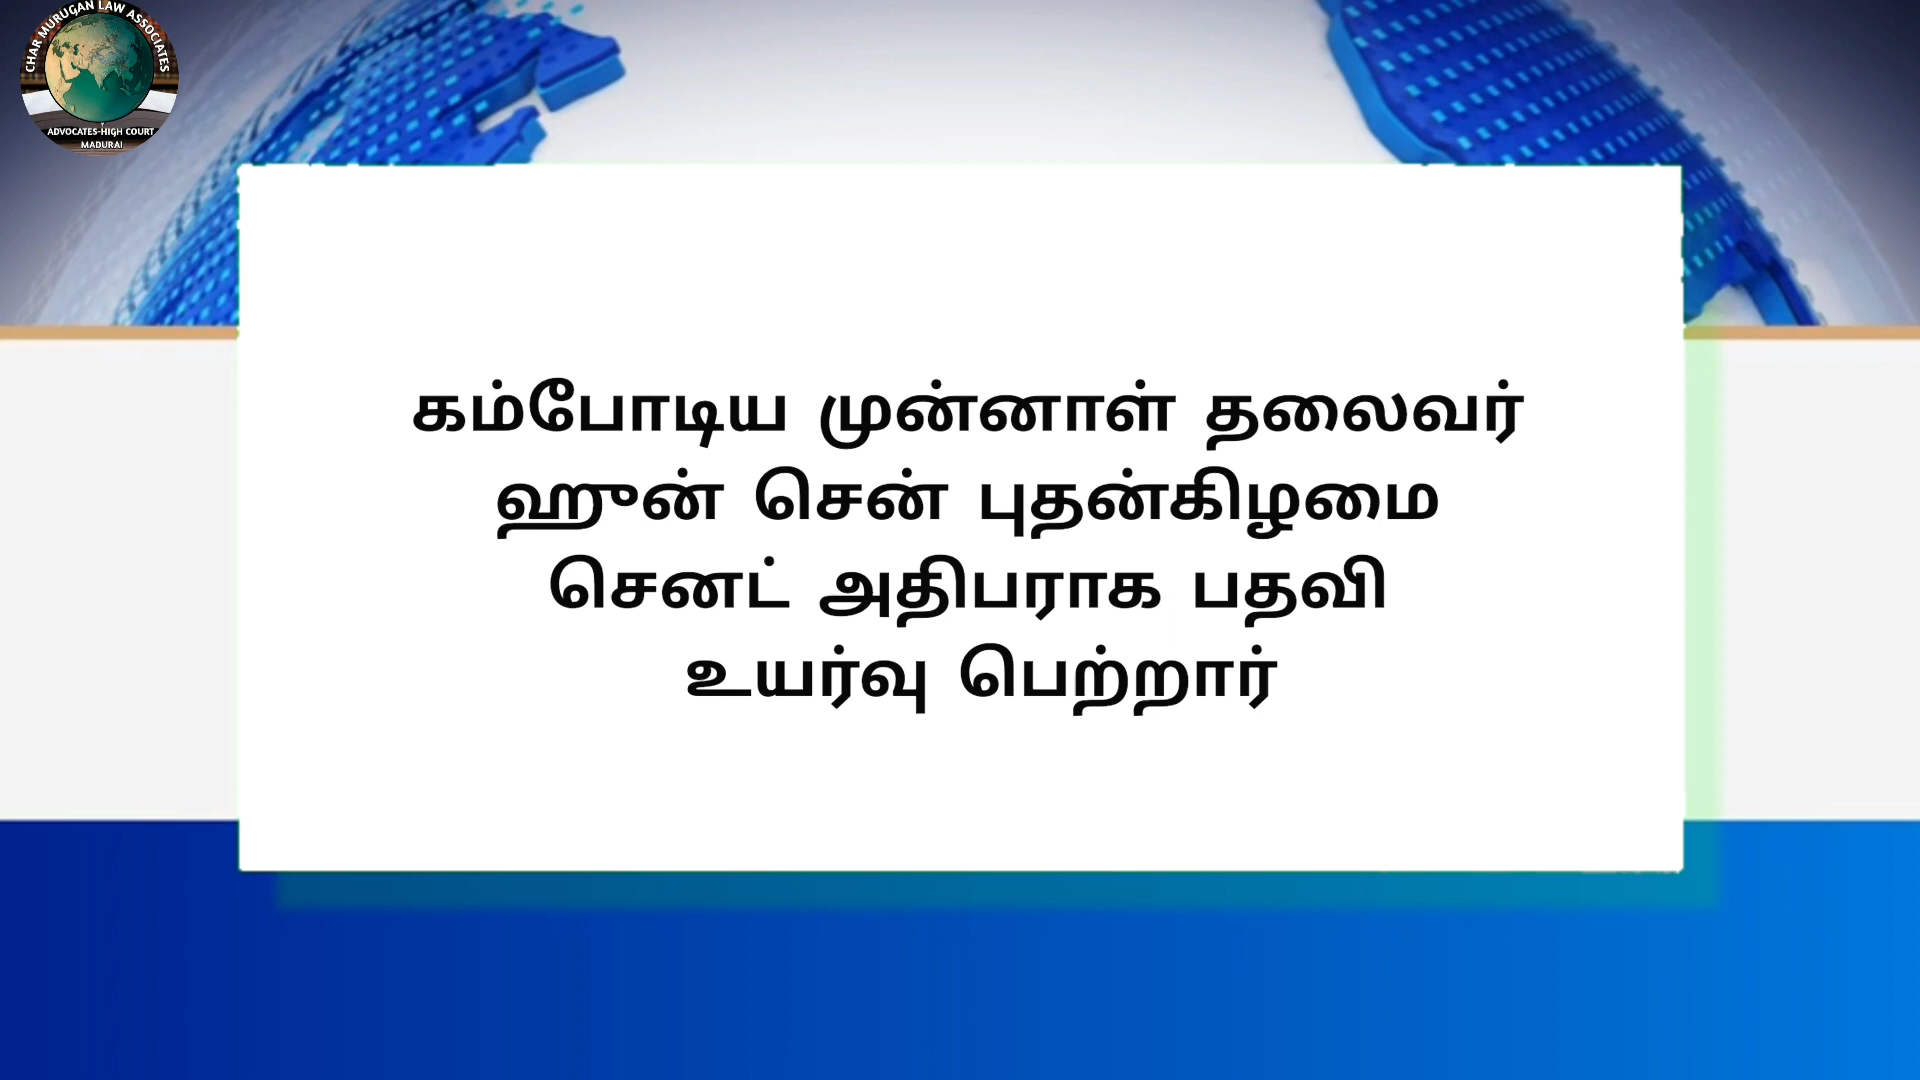 CHAR MURUGAN LAW ASSOCIATES
ADVOCATES-HIGH COURT
MADURAI
கம்போடிய முன்னாள் தலைவர்
ஹுன் சென் புதன்கிழமை
செனட் அதிபராக பதவி
உயர்வு பெற்றார்